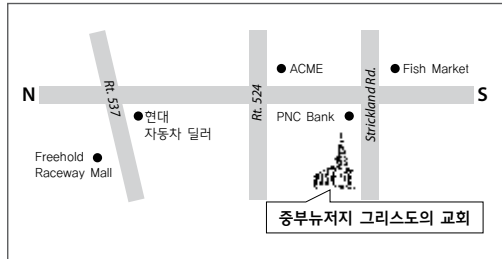 N
S
Rt. 537
Rt. 524
Strickland Rd.
ACME
Fish Market
현대
자동차 딜러
PNC Bank
Freehold
Raceway Mall
중부뉴저지 그리스도의 교회